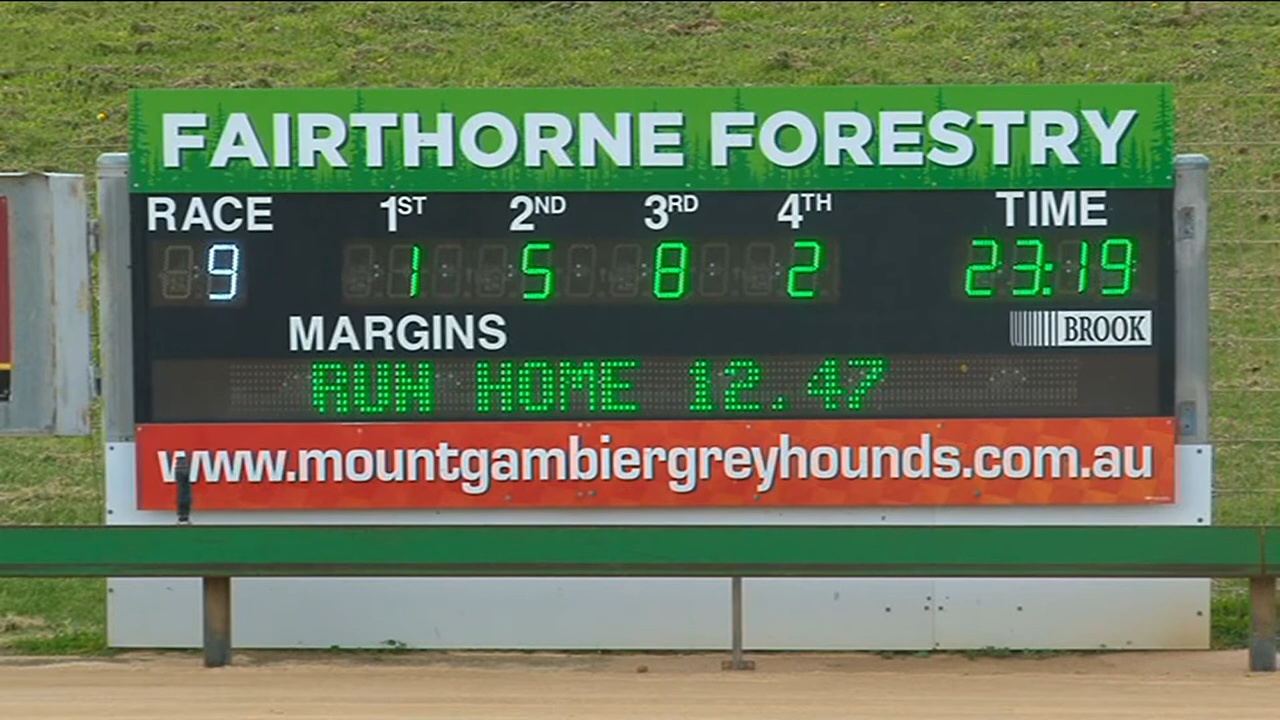 FAIRTHORNE FORESTRY
RACE 1ST 2ND 3RD 4TH TIME
9 1 5 8 2 23:19
MARGINS
BROOK
RUN HOME 12.47
www.mountgambiergreyhounds.com.au